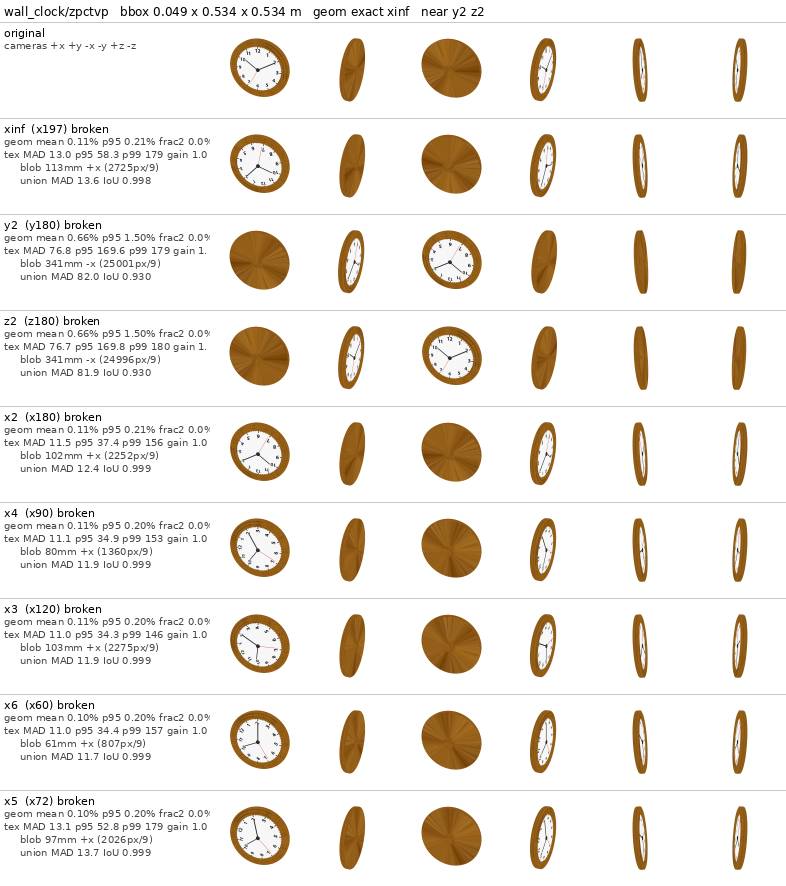 wall_clock/zpctvp bbox 0.049 x 0.534 x 0.534 m geom exact xinf near y2 z2
original
cameras +x +y -x -y +z -z
xinf (x197) broken
geom mean 0.11% p95 0.21% frac2 0.0%
tex MAD 13.0 p95 58.3 p99 179 gain 1.0
blob 113mm +x (2725px/9)
union MAD 13.6 IoU 0.998
y2 (y180) broken
geom mean 0.66% p95 1.50% frac2 0.0%
tex MAD 76.8 p95 169.6 p99 179 gain 1.
blob 341mm -x (25001px/9)
union MAD 82.0 IoU 0.930
z2 (z180) broken
geom mean 0.66% p95 1.50% frac2 0.0%
tex MAD 76.7 p95 169.8 p99 180 gain 1.
blob 341mm -x (24996px/9)
union MAD 81.9 IoU 0.930
x2 (x180) broken
geom mean 0.11% p95 0.21% frac2 0.0%
tex MAD 11.5 p95 37.4 p99 156 gain 1.0
blob 102mm +x (2252px/9)
union MAD 12.4 IoU 0.999
x4 (x90) broken
geom mean 0.11% p95 0.20% frac2 0.0%
tex MAD 11.1 p95 34.9 p99 153 gain 1.0
blob 80mm +x (1360px/9)
union MAD 11.9 IoU 0.999
x3 (x120) broken
geom mean 0.11% p95 0.20% frac2 0.0%
tex MAD 11.0 p95 34.3 p99 146 gain 1.0
blob 103mm +x (2275px/9)
union MAD 11.9 IoU 0.999
x6 (x60) broken
geom mean 0.10% p95 0.20% frac2 0.0%
tex MAD 11.0 p95 34.4 p99 157 gain 1.0
blob 61mm +x (807px/9)
union MAD 11.7 IoU 0.999
x5 (x72) broken
geom mean 0.10% p95 0.20% frac2 0.0%
tex MAD 13.1 p95 52.8 p99 179 gain 1.0
blob 97mm +x (2026px/9)
union MAD 13.7 IoU 0.999